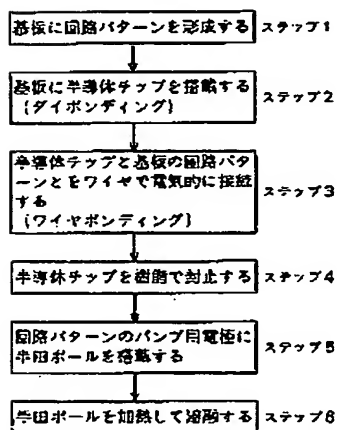 基板に回路パターンを形成する ステップ1
基板に半導体チップを搭載する ステップ2
(ダイボンディング)
半導体チップと基板の回路パタ
ーンとをワイヤで電気的に接続 ステップ3
する
(ワイヤボンディング)
半導体チップを樹脂で封止する ステップ4
回路パターンのバンプ用電極に ステップ5
半田ボールを搭載する
半田ボールを加熱して溶融する ステップ6